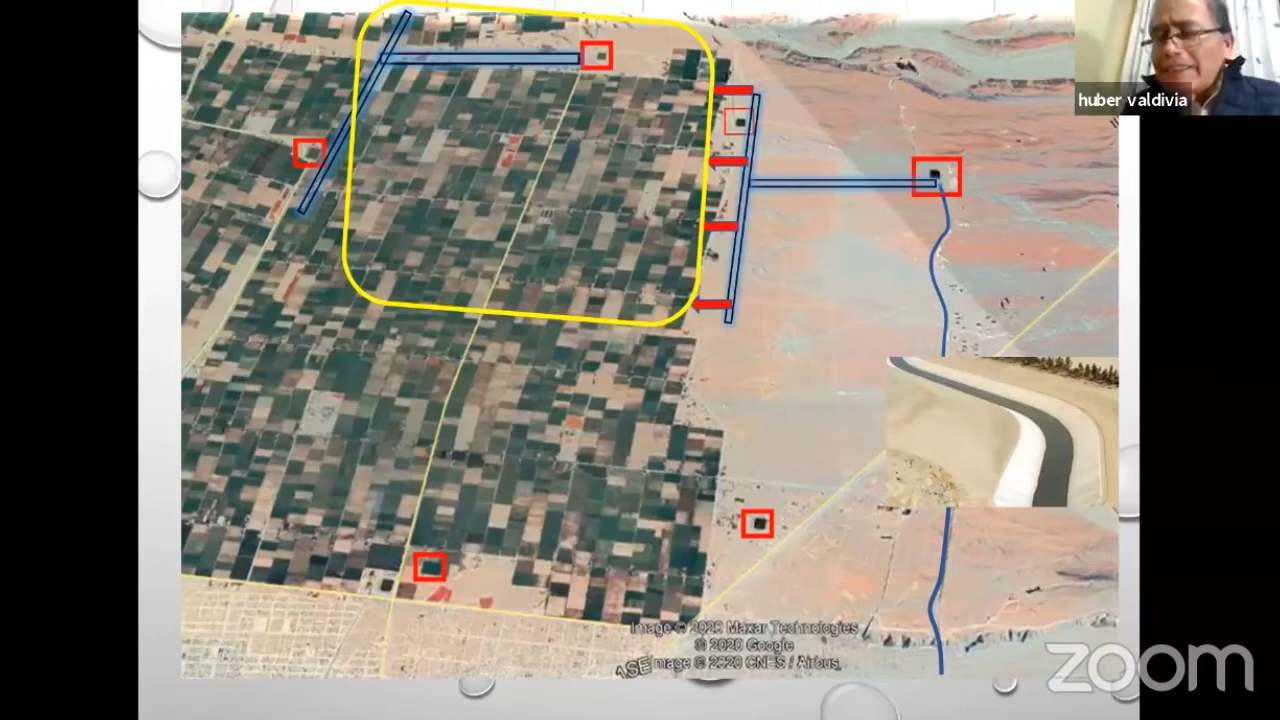 huber valdivia
Image © 2020 Maxar Technologies
© 2020 Google
Image © 2020 CNES / Airbus
zoom